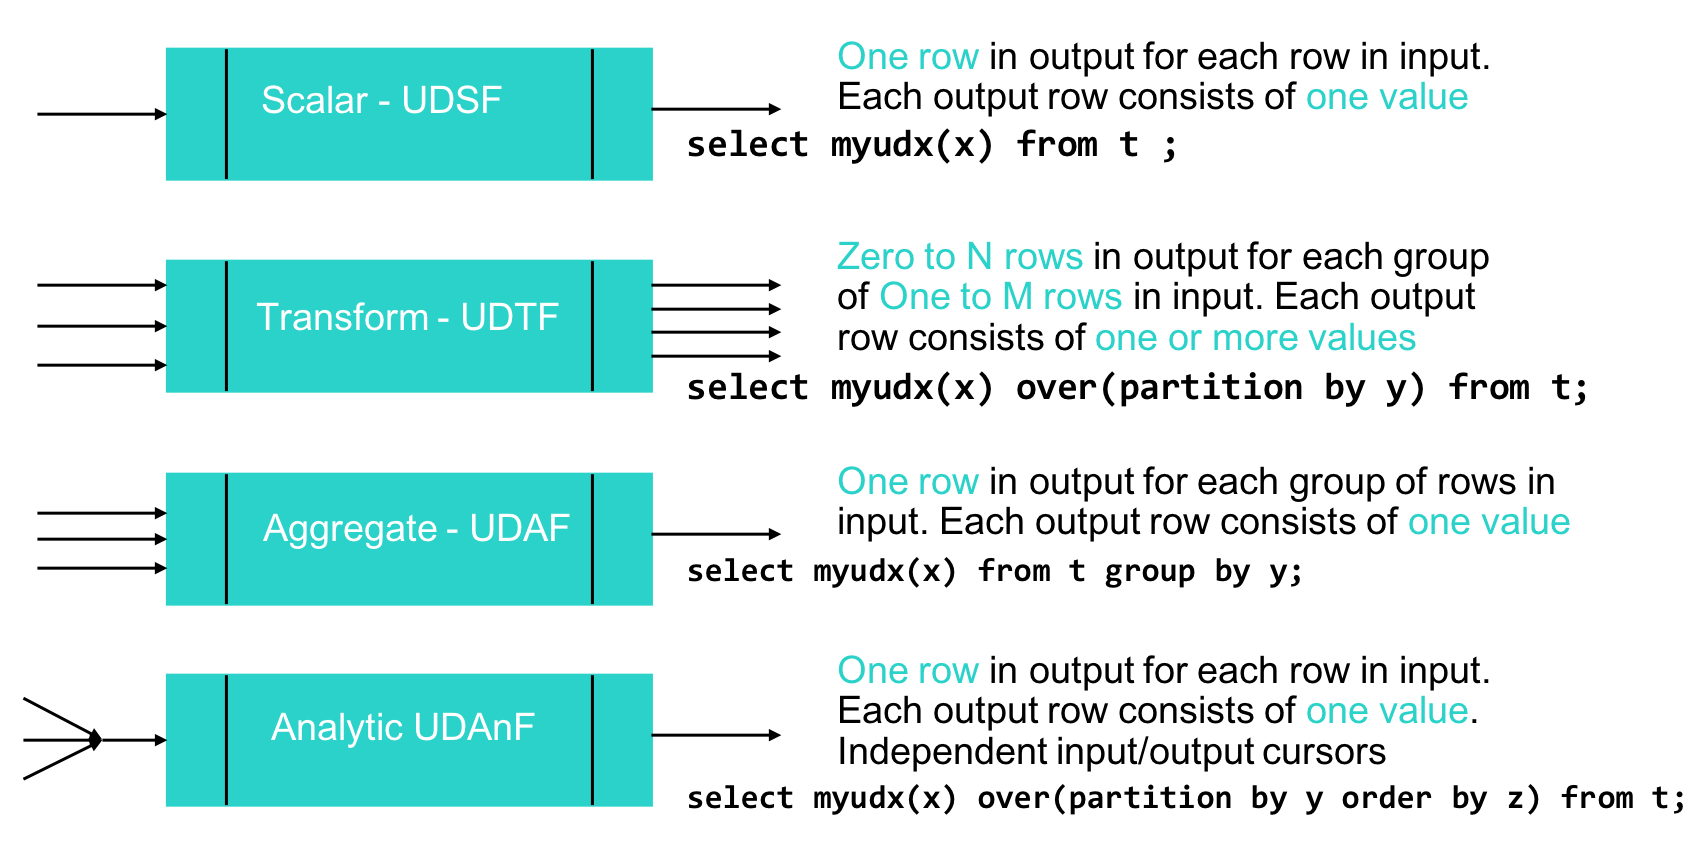 Scalar - UDSF
One row in output for each row in input.
Each output row consists of one value
select myudx(x) from t ;
Transform - UDTF
Zero to N rows in output for each group
of One to M rows in input. Each output
row consists of one or more values
select myudx(x) over(partition by y) from t;
Aggregate - UDAF
One row in output for each group of rows in
input. Each output row consists of one value
select myudx(x) from t group by y;
Analytic UDAnF
One row in output for each row in input.
Each output row consists of one value.
Independent input/output cursors
select myudx(x) over(partition by y order by z) from t;